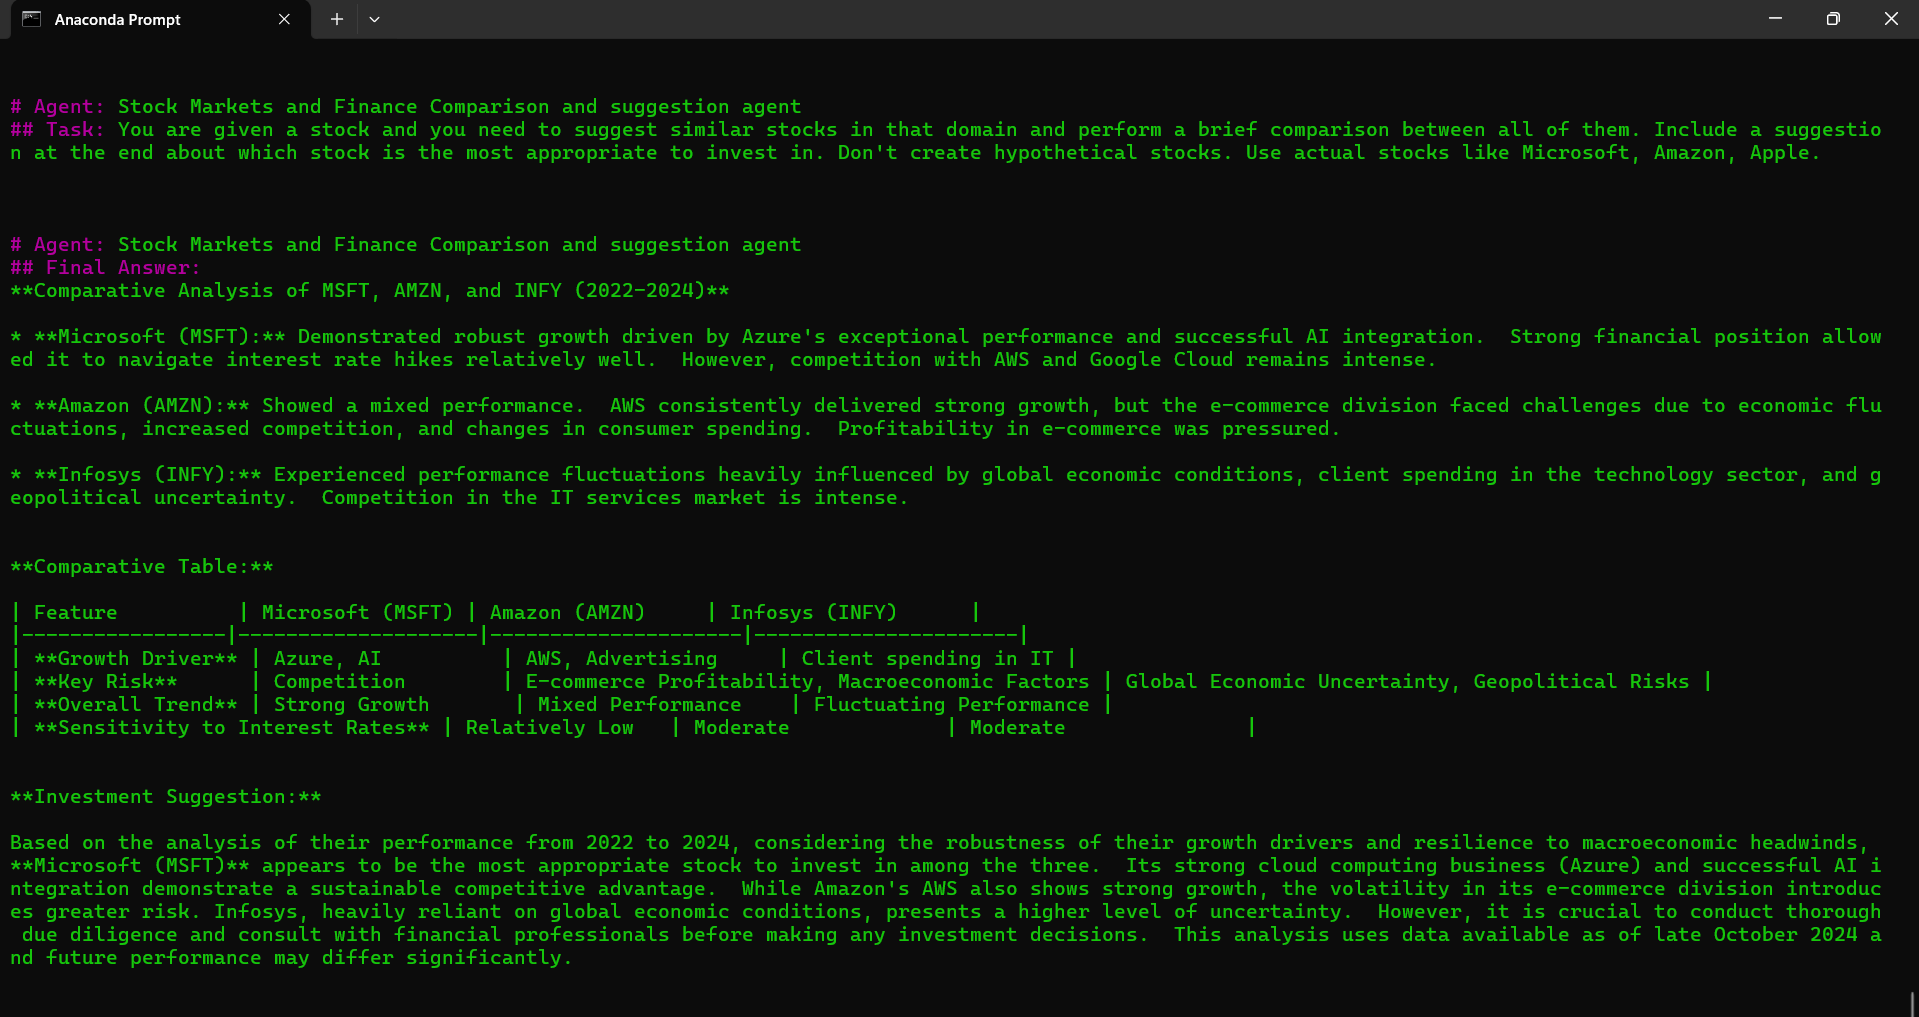 Anaconda Prompt
# Agent: Stock Markets and Finance Comparison and suggestion agent
## Task: You are given a stock and you need to suggest similar stocks in that domain and perform a brief comparison between all of them. Include a suggestio
n at the end about which stock is the most appropriate to invest in. Don't create hypothetical stocks. Use actual stocks like Microsoft, Amazon, Apple.
# Agent: Stock Markets and Finance Comparison and suggestion agent
## Final Answer:
**Comparative Analysis of MSFT, AMZN, and INFY (2022-2024)**
* **Microsoft (MSFT):** Demonstrated robust growth driven by Azure's exceptional performance and successful AI integration.  Strong financial position allow
ed it to navigate interest rate hikes relatively well.  However, competition with AWS and Google Cloud remains intense.
* **Amazon (AMZN):** Showed a mixed performance.  AWS consistently delivered strong growth, but the e-commerce division faced challenges due to economic flu
ctuations, increased competition, and changes in consumer spending.  Profitability in e-commerce was pressured.
* **Infosys (INFY):** Experienced performance fluctuations heavily influenced by global economic conditions, client spending in the technology sector, and g
eopolitical uncertainty.  Competition in the IT services market is intense.
**Comparative Table:**
| Feature          | Microsoft (MSFT) | Amazon (AMZN)     | Infosys (INFY)      |
|-----------------|--------------------|---------------------|----------------------|
| **Growth Driver** | Azure, AI          | AWS, Advertising     | Client spending in IT |
| **Key Risk**      | Competition        | E-commerce Profitability, Macroeconomic Factors | Global Economic Uncertainty, Geopolitical Risks |
| **Overall Trend** | Strong Growth       | Mixed Performance    | Fluctuating Performance |
| **Sensitivity to Interest Rates** | Relatively Low   | Moderate             | Moderate               |
**Investment Suggestion:**
Based on the analysis of their performance from 2022 to 2024, considering the robustness of their growth drivers and resilience to macroeconomic headwinds,
**Microsoft (MSFT)** appears to be the most appropriate stock to invest in among the three.  Its strong cloud computing business (Azure) and successful AI i
ntegration demonstrate a sustainable competitive advantage.  While Amazon's AWS also shows strong growth, the volatility in its e-commerce division introduc
es greater risk. Infosys, heavily reliant on global economic conditions, presents a higher level of uncertainty.  However, it is crucial to conduct thorough
 due diligence and consult with financial professionals before making any investment decisions.  This analysis uses data available as of late October 2024 a
nd future performance may differ significantly.